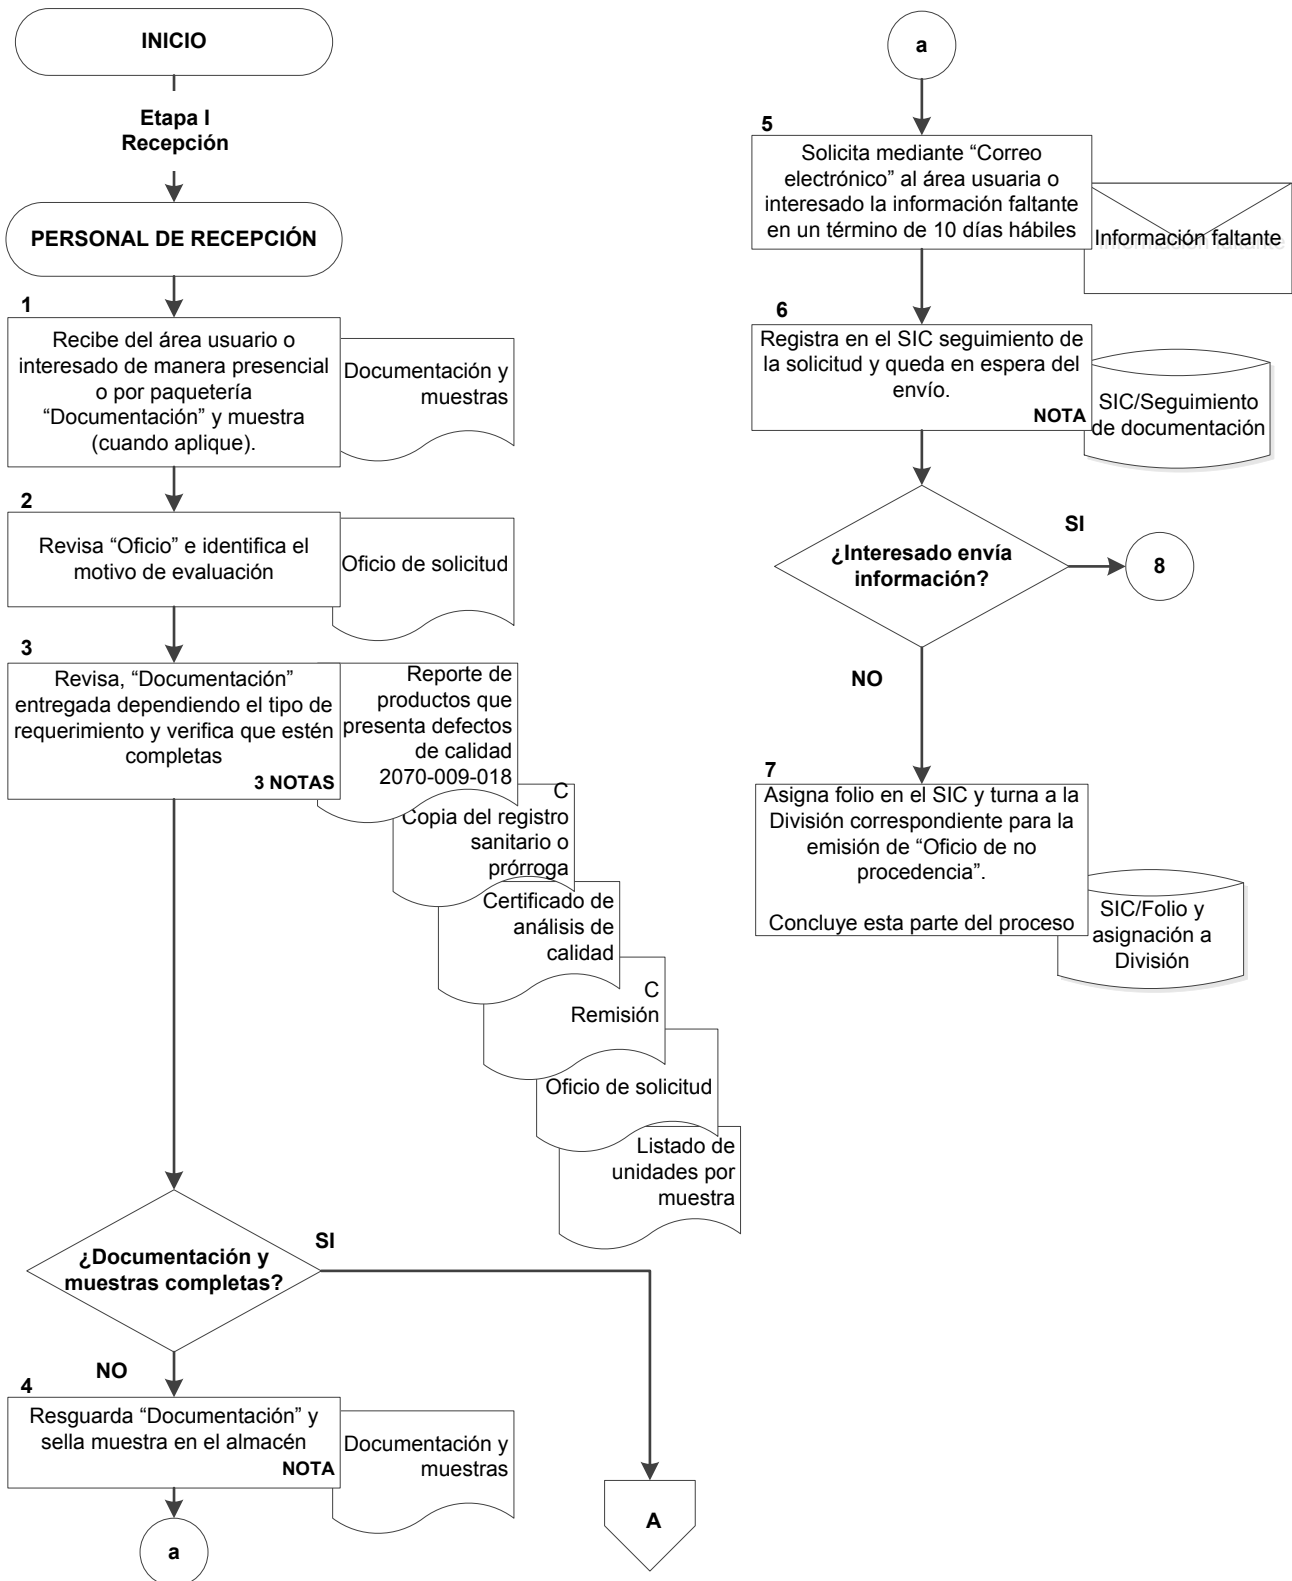 INICIO
Etapa I
Recepción
PERSONAL DE RECEPCIÓN
1
Recibe del área usuario o
interesado de manera presencial
o por paquetería
“Documentación” y muestra
(cuando aplique).
Documentación y
muestras
2
Revisa “Oficio” e identifica el
motivo de evaluación
Oficio de solicitud
3
Revisa, “Documentación”
entregada dependiendo el tipo de
requerimiento y verifica que estén
completas
3 NOTAS
Reporte de
productos que
presenta defectos
de calidad
2070-009-018
C
Copia del registro
sanitario o
prórroga
Certificado de
análisis de
calidad
C
Remisión
Oficio de solicitud
Listado de
unidades por
muestra
¿Documentación y
muestras completas?
SI
NO
4
Resguarda “Documentación” y
sella muestra en el almacén
NOTA
Documentación y
muestras
a
A
a
5
Solicita mediante “Correo
electrónico” al área usuaria o
interesado la información faltante
en un término de 10 días hábiles
Información faltante
6
Registra en el SIC seguimiento de
la solicitud y queda en espera del
envío.
NOTA
SIC/Seguimiento
de documentación
¿Interesado envía
información?
SI
8
NO
7
Asigna folio en el SIC y turna a la
División correspondiente para la
emisión de “Oficio de no
procedencia”.
Concluye esta parte del proceso
SIC/Folio y
asignación a
División